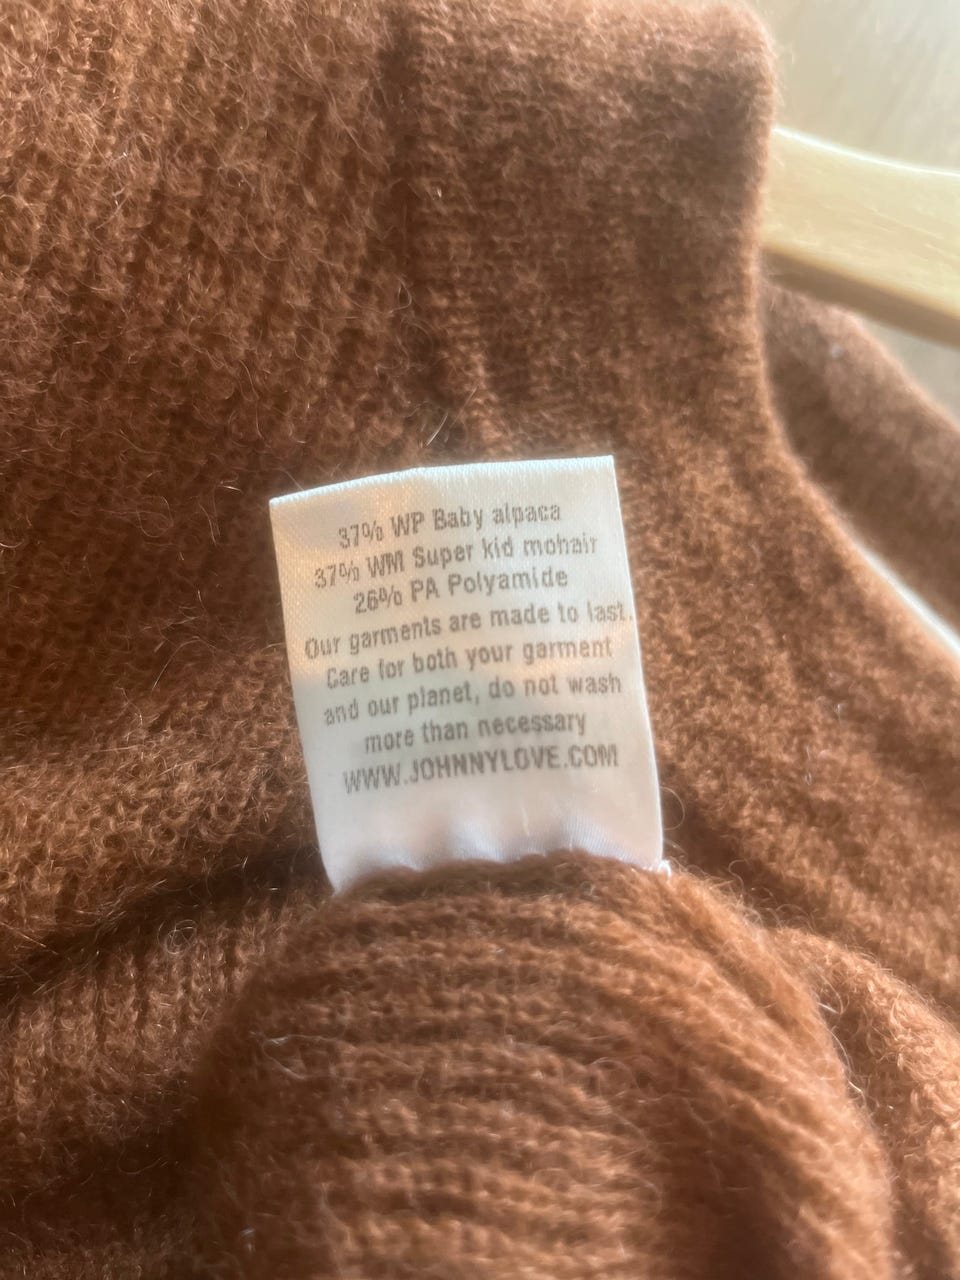 37% WP Baby alpaca
37% WM Super kid mohair
26% PA Polyamide
Our garments are made to last.
Care for both your garment
and our planet, do not wash
more than necessary
WWW.JOHNNYLOVE.COM